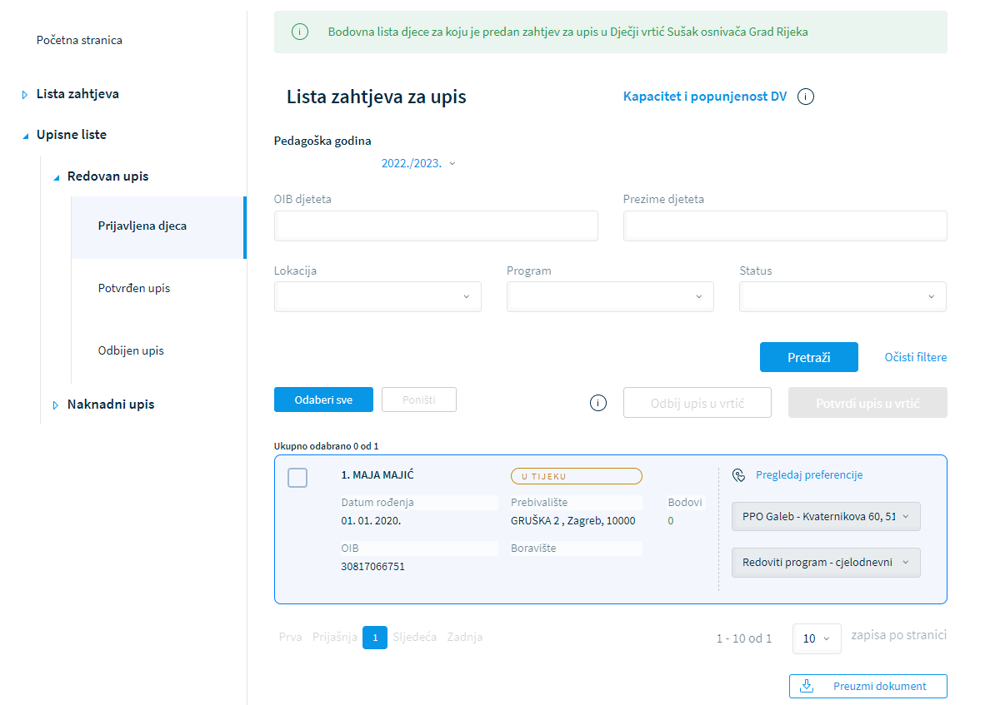 Početna stranica
Lista zahtjeva
Upisne liste
Redovan upis
Prijavljena djeca
Potvrđen upis
Odbijen upis
Naknadni upis
Bodovna lista djece za koju je predan zahtjev za upis u Dječji vrtić Sušak osnivača Grad Rijeka
Lista zahtjeva za upis
Kapacitet i popunjenost DV
Pedagoška godina
2022./2023.
OIB djeteta
Prezime djeteta
Lokacija
Program
Status
Pretraži
Očisti filtere
Odaberi sve
Poništi
Odbij upis u vrtić
Potvrdi upis u vrtić
Ukupno odabrano 0 od 1
1. MAJA MAJIĆ
U TIJEKU
Datum rođenja
Prebivalište
Bodovi
01. 01. 2020.
GRUŠKA 2 , Zagreb, 10000
0
OIB
Boravište
30817066751
Pregledaj preferencije
PPO Galeb - Kvaternikova 60, 51
Redoviti program - cjelodnevni
Prva Prijašnja 1 Sljedeća Zadnja
1 - 10 od 1
10
zapisa po stranici
Preuzmi dokument